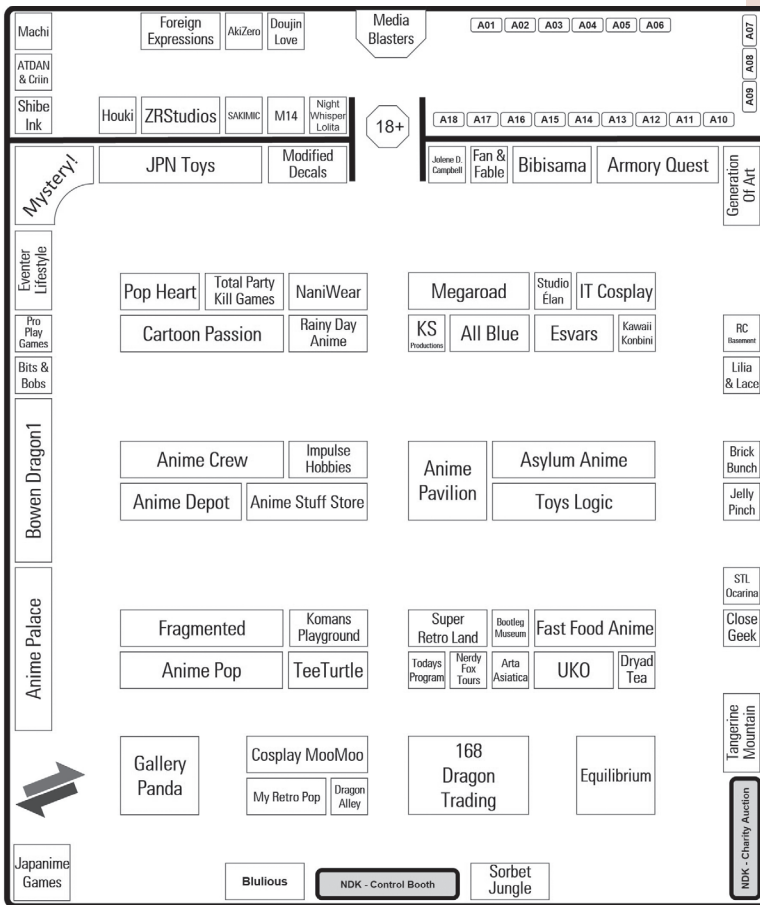 Machi
Foreign
Expressions
AkiZero
Doujin
Love
Media
Blasters
A01
A02
A03
A04
A05
A06
A07
A08
A09
ATDAN
& Criin
Shibe
Ink
Houki
ZRStudios
SAKIMIC
M14
Night
Whisper
Lolita
18+
A18
A17
A16
A15
A14
A13
A12
A11
A10
Mystery!
JPN Toys
Modified
Decals
Jolene D.
Campbell
Fan &
Fable
Bibisama
Armory Quest
Generation
Of Art
Eventer
Lifestyle
Pop Heart
Total Party
Kill Games
NaniWear
Megaroad
Studio
Élan
IT Cosplay
Pro
Play
Games
Cartoon Passion
Rainy Day
Anime
KS
Productions
All Blue
Esvars
Kawaii
Konbini
RC
Basement
Bits &
Bobs
Lilia
& Lace
Bowen Dragon1
Anime Crew
Impulse
Hobbies
Anime
Pavilion
Asylum Anime
Brick
Bunch
Anime Depot
Anime Stuff Store
Toys Logic
Jelly
Pinch
Anime Palace
STL
Ocarina
Fragmented
Komans
Playground
Super
Retro Land
Bootleg
Museum
Fast Food Anime
Close
Geek
Anime Pop
TeeTurtle
Todays
Program
Nerdy
Fox
Tours
Arta
Asiatica
UKO
Dryad
Tea
Tangerine
Mountain
Gallery
Panda
Cosplay MooMoo
168
Dragon
Trading
Equilibrium
My Retro Pop
Dragon
Alley
NDK - Charity Auction
Japanime
Games
Blulious
NDK - Control Booth
Sorbet
Jungle